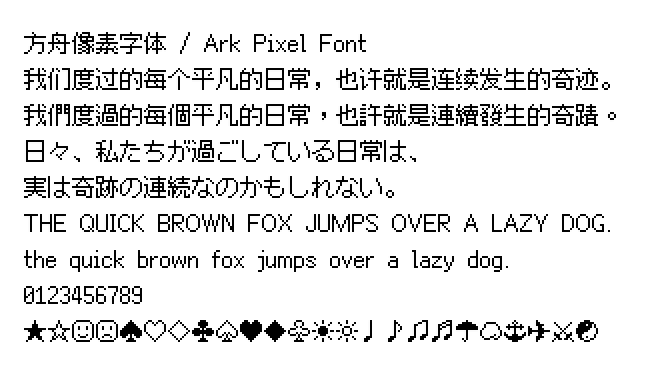 方舟像素字体 / Ark Pixel Font
我们度过的每个平凡的日常，也许就是连续发生的奇迹。
我們度過的每個平凡的日常，也許就是連續發生的奇蹟。
日々、私たちが過ごしている日常は、
実は奇跡の連続なのかもしれない。
THE QUICK BROWN FOX JUMPS OVER A LAZY DOG.
the quick brown fox jumps over a lazy dog.
0123456789
★☆☺☹♠♡♢♣♤♥♦♧☀☼♩♪♫♬☂☁⚓✈⚔☯